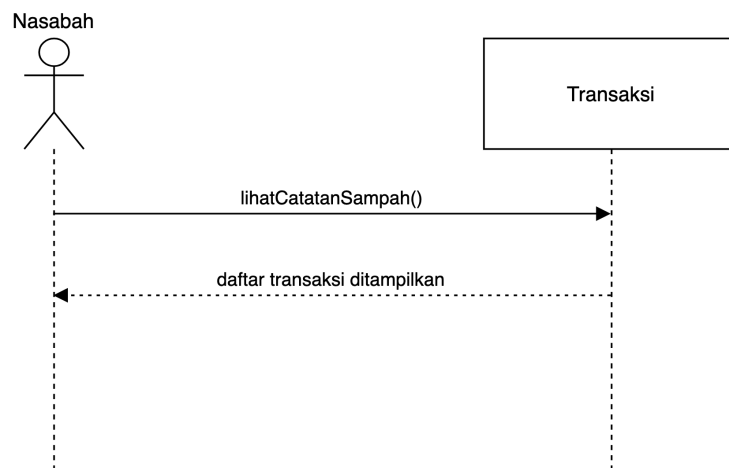 Nasabah
Transaksi
lihatCatatanSampah()
daftar transaksi ditampilkan